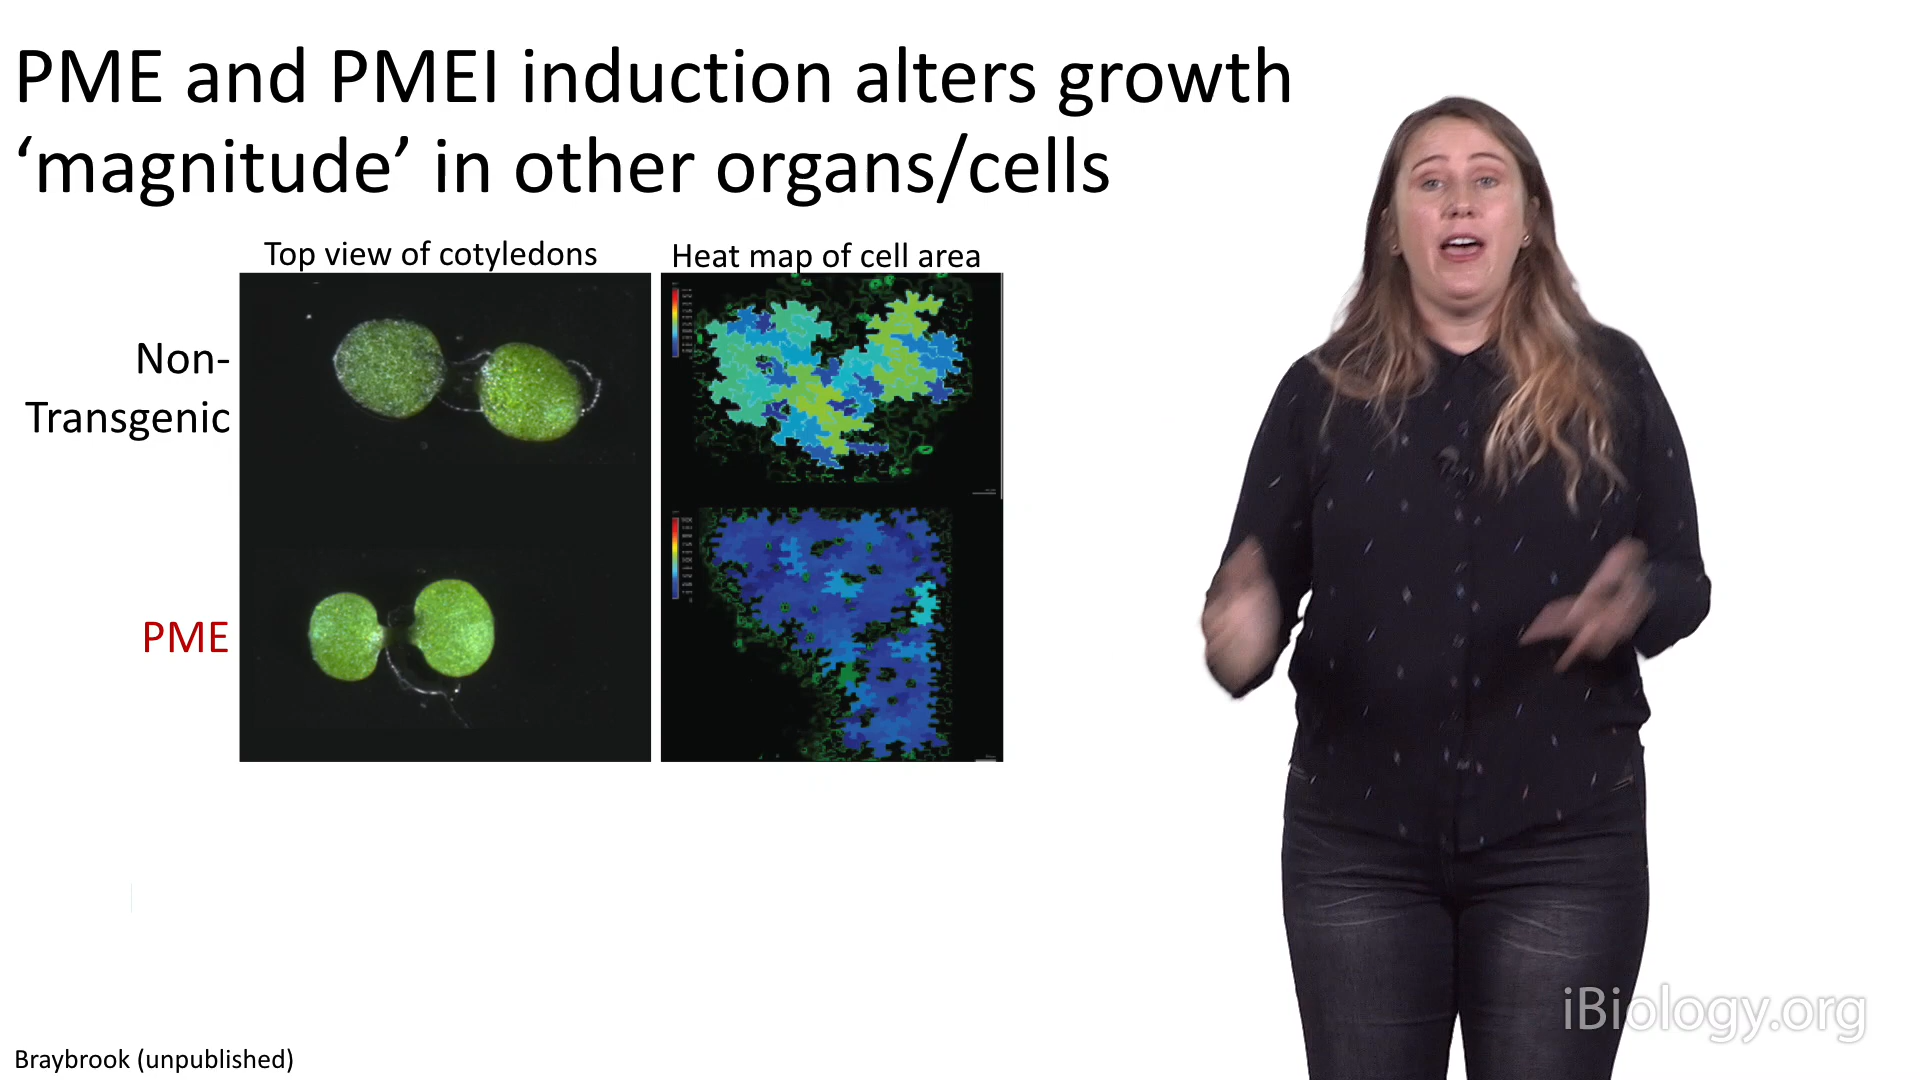 PME and PMEI induction alters growth
‘magnitude’ in other organs/cells
Top view of cotyledons
Heat map of cell area
Non-
Transgenic
PME
iBiology.org
Braybrook (unpublished)